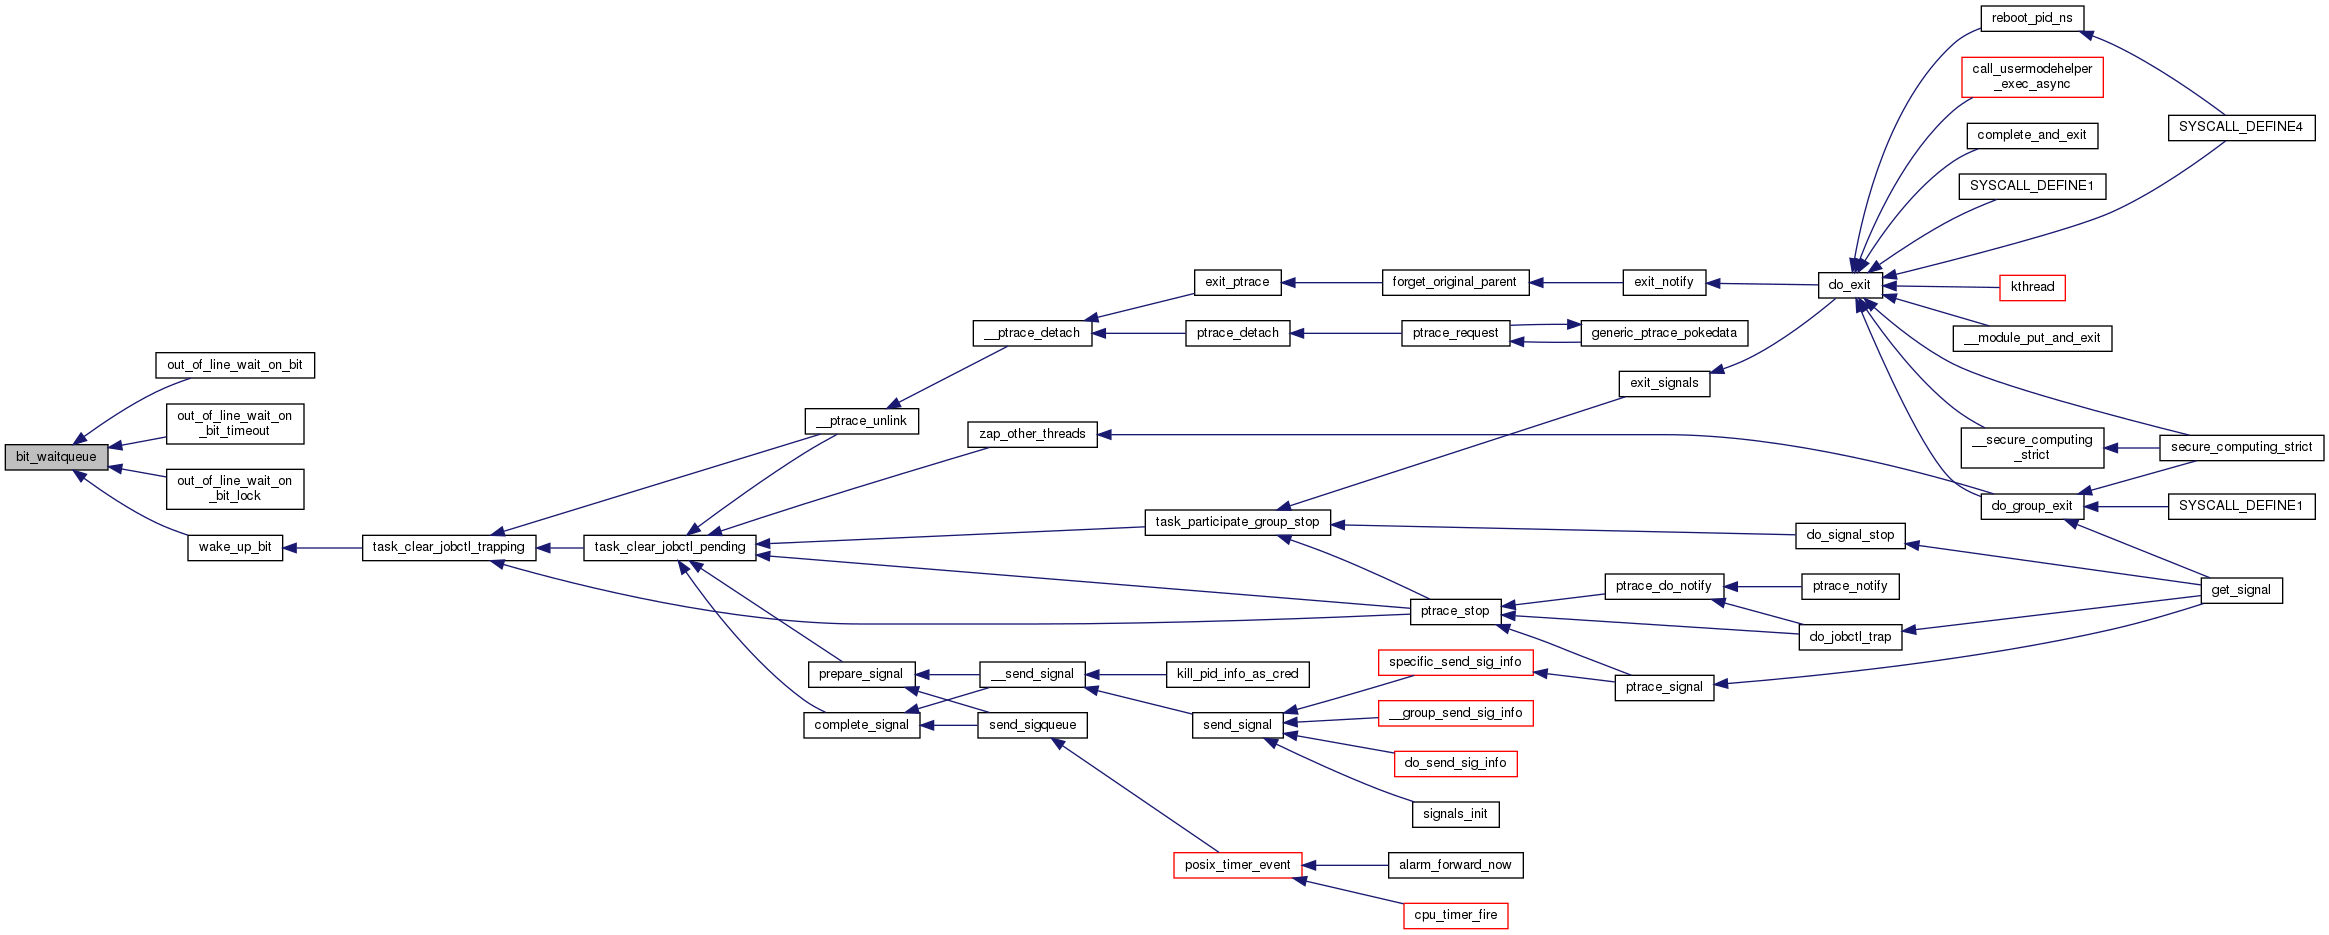 reboot_pid_ns
call_usermodehelper
_exec_async
SYSCALL_DEFINE4
complete_and_exit
SYSCALL_DEFINE1
exit_ptrace
forget_original_parent
exit_notify
do_exit
kthread
__ptrace_detach
ptrace_detach
ptrace_request
generic_ptrace_pokedata
__module_put_and_exit
out_of_line_wait_on_bit
exit_signals
out_of_line_wait_on
_bit_timeout
__ptrace_unlink
zap_other_threads
__secure_computing
_strict
secure_computing_strict
bit_waitqueue
out_of_line_wait_on
_bit_lock
do_group_exit
SYSCALL_DEFINE1
task_participate_group_stop
do_signal_stop
wake_up_bit
task_clear_jobctl_trapping
task_clear_jobctl_pending
ptrace_do_notify
ptrace_notify
get_signal
ptrace_stop
do_jobctl_trap
prepare_signal
__send_signal
kill_pid_info_as_cred
specific_send_sig_info
ptrace_signal
complete_signal
send_sigqueue
send_signal
__group_send_sig_info
do_send_sig_info
signals_init
posix_timer_event
alarm_forward_now
cpu_timer_fire